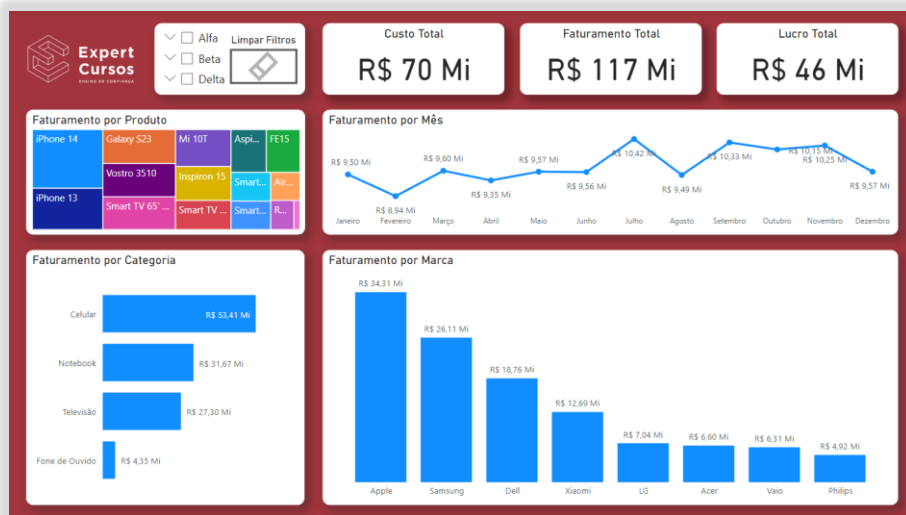 Expert
Cursos
ENSINO DE CONFIANÇA
Alfa
Beta
Delta
Limpar Filtros
Custo Total
R$ 70 Mi
Faturamento Total
R$ 117 Mi
Lucro Total
R$ 46 Mi
Faturamento por Produto
iPhone 14
iPhone 13
Galaxy S23
Vostro 3510
Smart TV 65' ...
Mi 10T
Inspiron 15
Smart TV ...
Aspi...
FE15
Smart...
Air...
Smart...
R...
Faturamento por Mês
R$ 9,50
R$ 8,94 Mi
R$ 9,60 Mi
R$ 9,35 Mi
R$ 9,57 Mi
R$ 9,56 Mi
R$ 10,42 Mi
R$ 9,49 Mi
R$ 10,33 Mi
R$ 10,15 Mi
R$ 10,25 Mi
R$ 9,57 Mi
Janeiro Fevereiro Março Abril Maio Junho Julho Agosto Setembro Outubro Novembro Dezembro
Faturamento por Categoria
Celular R$ 53,41 Mi
Notebook R$ 31,67 Mi
Televisão R$ 27,30 Mi
Fone de Ouvido R$ 4,35 Mi
Faturamento por Marca
R$ 34,31 Mi
R$ 26,11 Mi
R$ 18,76 Mi
R$ 12,69 Mi
R$ 7,04 Mi
R$ 6,60 Mi
R$ 6,31 Mi
R$ 4,92 Mi
Apple Samsung Dell Xiaomi LG Acer Vaio Philips